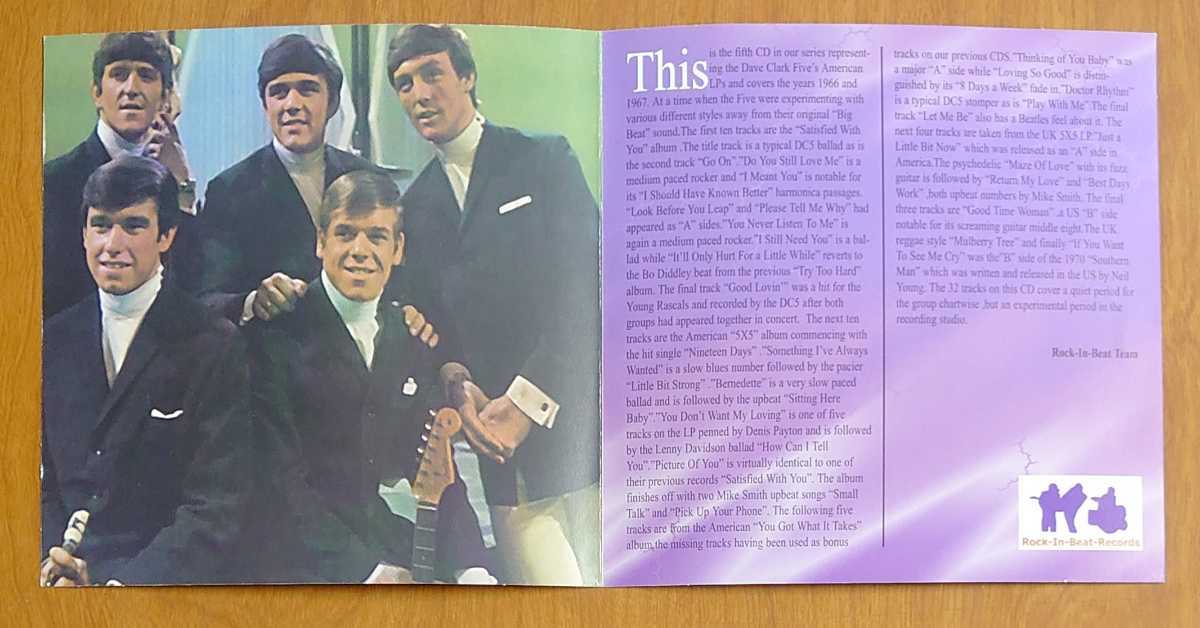 This is the fifth CD in our series represent-
ing the Dave Clark Five's American
LPs and covers the years 1966 and
1967. At a time when the Five were experimenting with
various different styles away from their original "Big
Beat" sound.The first ten tracks are the "Satisfied With
You" album .The title track is a typical DC5 ballad as is
the second track "Go On"."Do You Still Love Me" is a
medium paced rocker and "I Meant You" is notable for
its "I Should Have Known Better" harmonica passages.
"Look Before You Leap" and "Please Tell Me Why" had
appeared as "A" sides."You Never Listen To Me" is
again a medium paced rocker."I Still Need You" is a bal-
lad while "It'll Only Hurt For a Little While" reverts to
the Bo Diddley beat from the previous "Try Too Hard"
album. The final track "Good Lovin'" was a hit for the
Young Rascals and recorded by the DC5 after both
groups had appeared together in concert. The next ten
tracks are the American "5X5" album commencing with
the hit single "Nineteen Days" ."Something I've Always
Wanted" is a slow blues number followed by the pacier
"Little Bit Strong" ."Bernedette" is a very slow paced
ballad and is followed by the upbeat "Sitting Here
Baby"."You Don't Want My Loving" is one of five
tracks on the LP penned by Denis Payton and is followed
by the Lenny Davidson ballad "How Can I Tell
You"."Picture Of You" is virtually identical to one of
their previous records "Satisfied With You". The album
finishes off with two Mike Smith upbeat songs "Small
Talk" and "Pick Up Your Phone". The following five
tracks are from the American "You Got What It Takes"
album,the missing tracks having been used as bonus
tracks on our previous CDS."Thinking of You Baby" was
a major "A" side while "Loving So Good" is distin-
guished by its "8 Days a Week" fade in."Doctor Rhythm"
is a typical DC5 stomper as is "Play With Me".The final
track "Let Me Be" also has a Beatles feel about it. The
next four tracks are taken from the UK 5X5 LP."Just a
Little Bit Now" which was released as an "A" side in
America.The psychedelic "Maze Of Love" with its fuzz
guitar is followed by "Return My Love" and "Best Days
Work" ,both upbeat numbers by Mike Smith. The final
three tracks are "Good Time Woman" ,a US "B" side
notable for its screaming guitar middle eight.The UK
reggae style "Mulberry Tree" and finally "If You Want
To See Me Cry" was the"B" side of the 1970 "Southern
Man" which was written and released in the US by Neil
Young. The 32 tracks on this CD cover a quiet period for
the group chartwise ,but an experimental period in the
recording studio.
Rock-In-Beat Team
Rock-In-Beat-Records